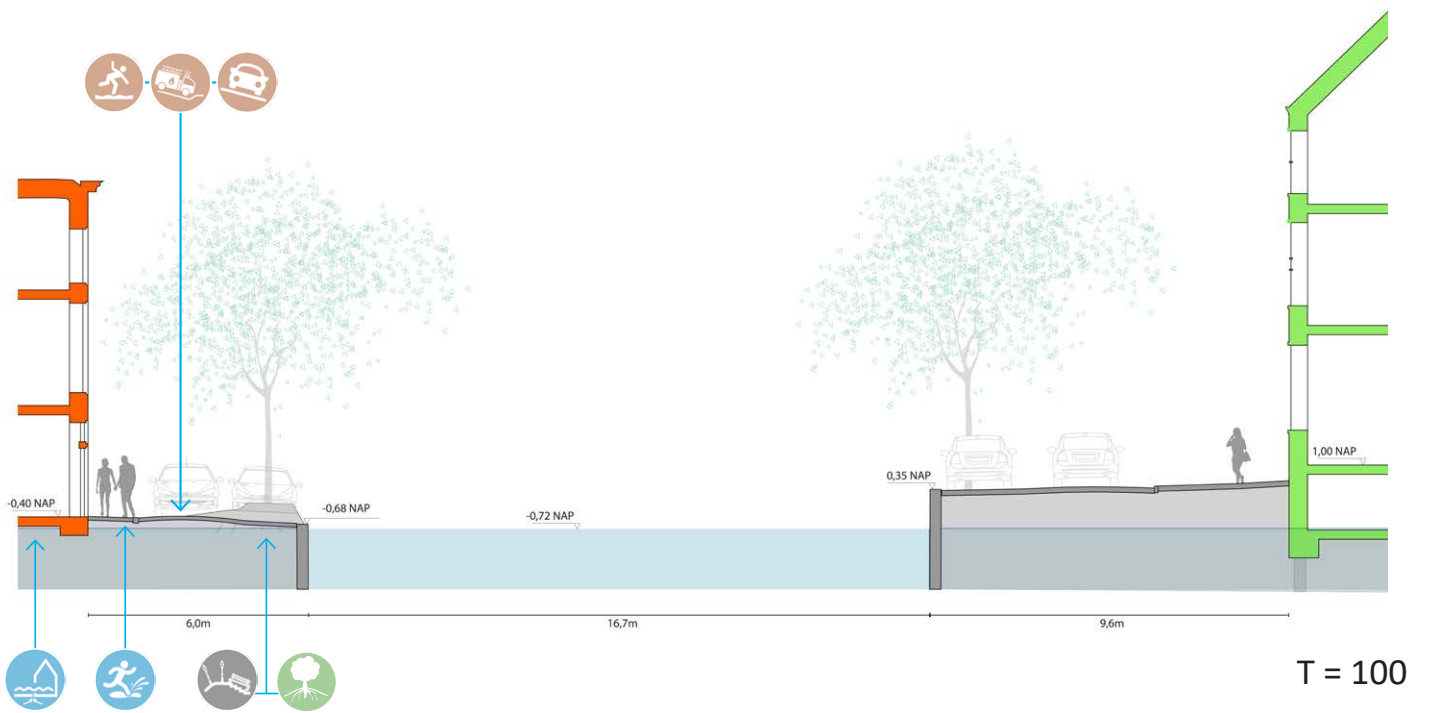 1,00 NAP
0,35 NAP
-0,40 NAP
-0,68 NAP
-0,72 NAP
6,0m
16,7m
9,6m
T = 100